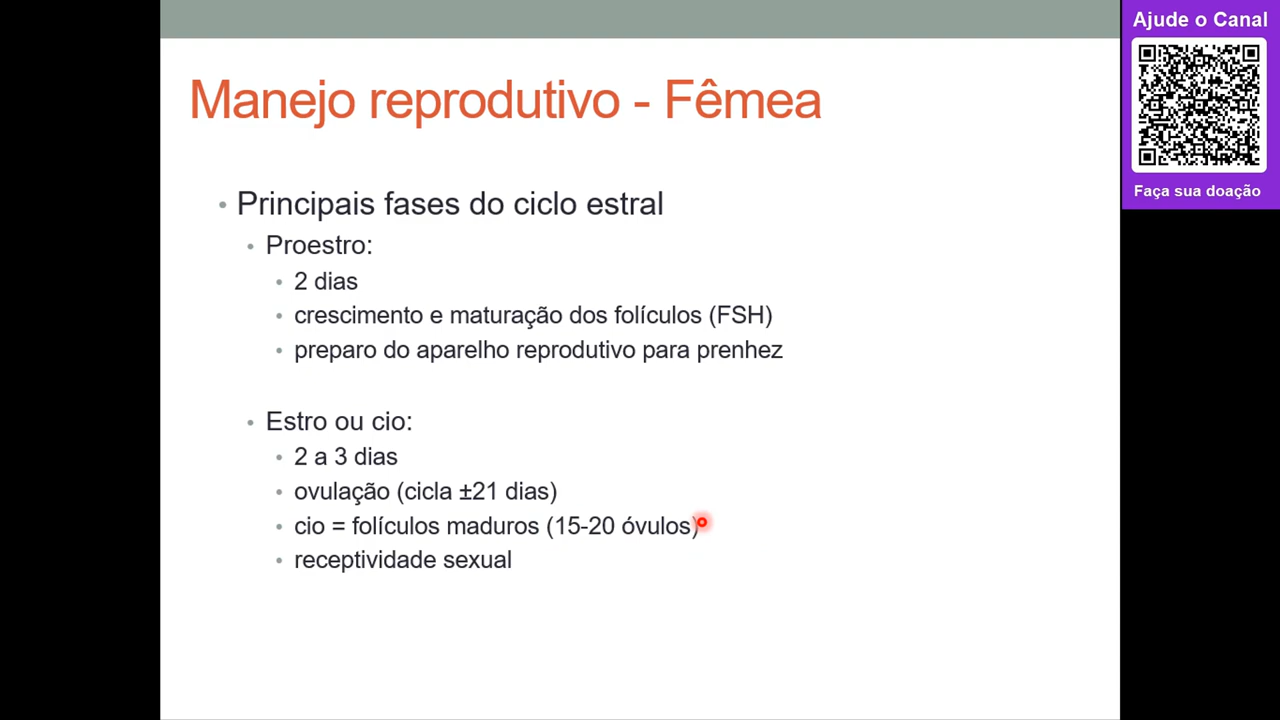 Manejo reprodutivo - Fêmea
• Principais fases do ciclo estral
• Proestro:
• 2 dias
• crescimento e maturação dos folículos (FSH)
• preparo do aparelho reprodutivo para prenhez
• Estro ou cio:
• 2 a 3 dias
• ovulação (cicla ±21 dias)
• cio = folículos maduros (15-20 óvulos)
• receptividade sexual
Ajude o Canal
Faça sua doação